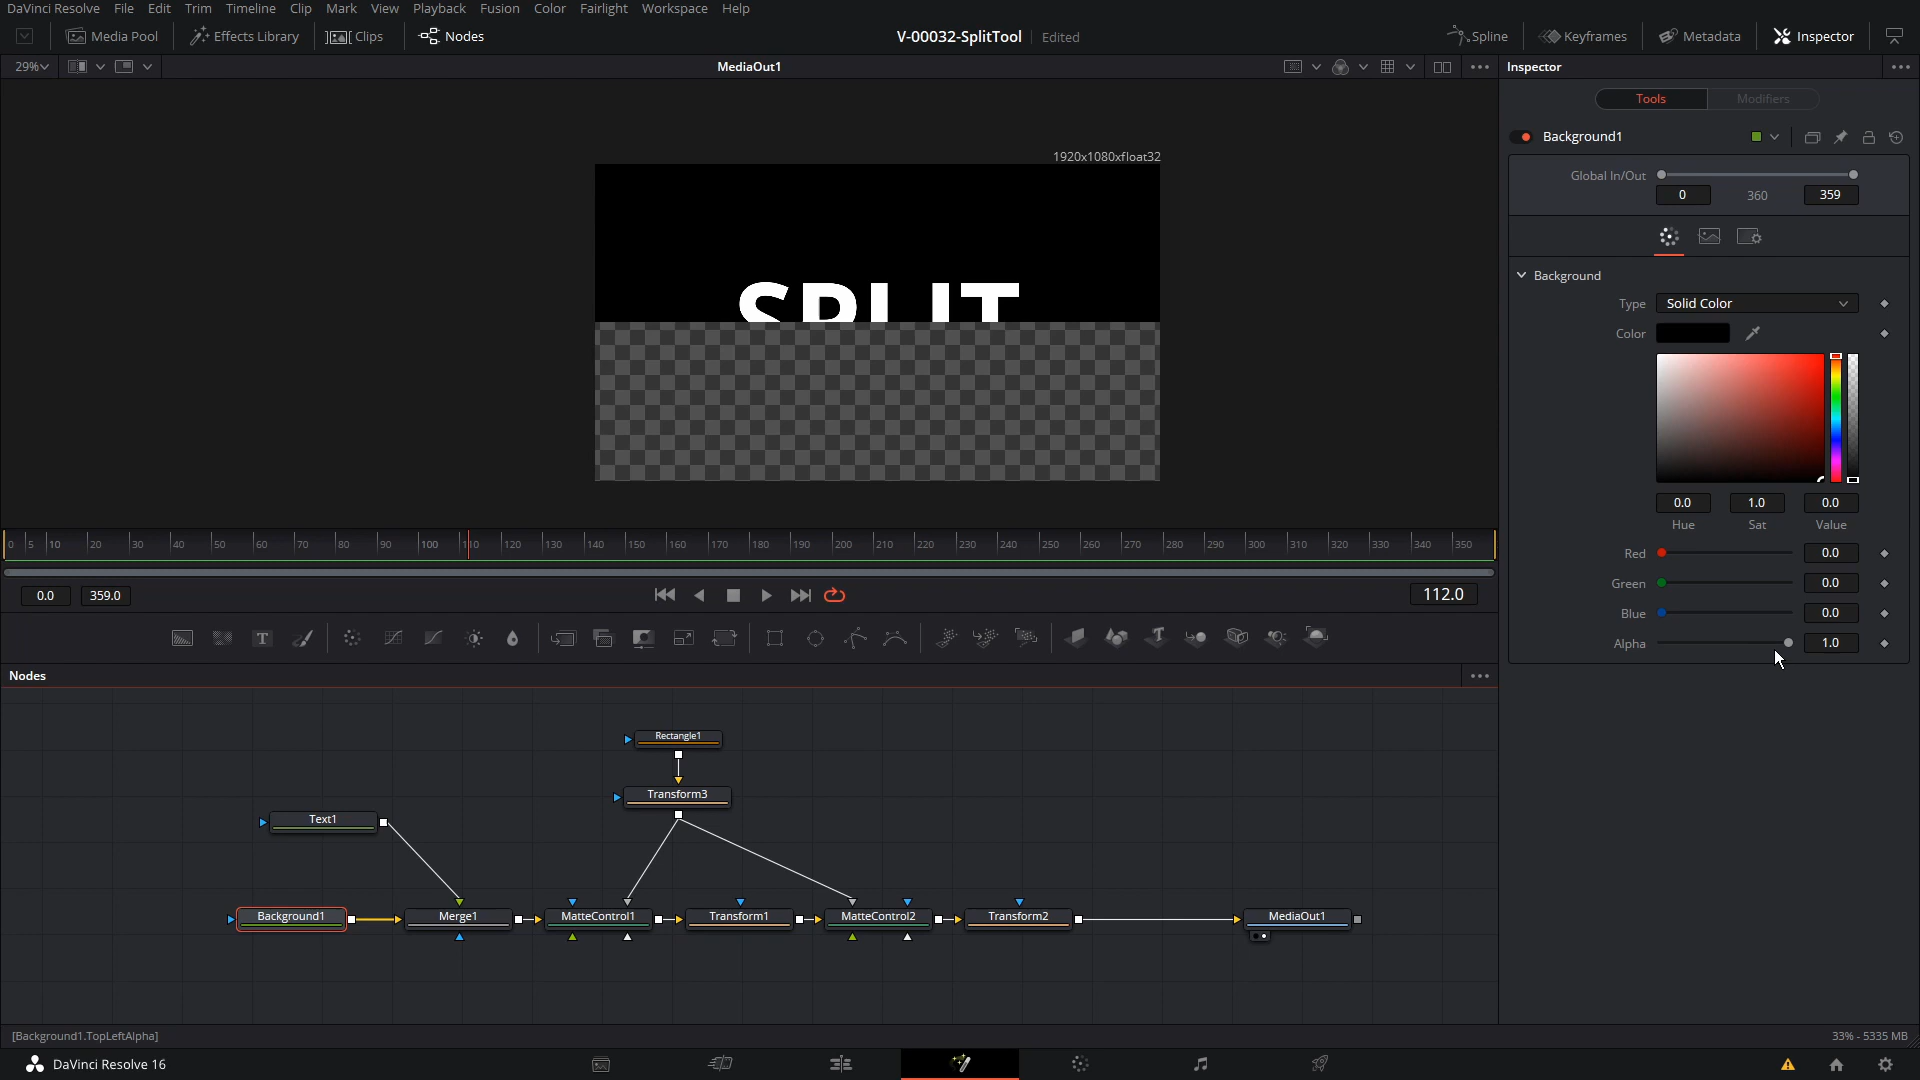 DaVinci Resolve File Edit Trim Timeline Clip Mark View Playback Fusion Color Fairlight Workspace Help
Media Pool Effects Library Clips Nodes V-00032-SplitTool Edited Spline Keyframes Metadata Inspector
29% MediaOut1 Inspector
Tools Modifiers
Background1
1920x1080xfloat32
Global In/Out
0 360 359
SPLIT
Background
Type Solid Color
Color
0.0 1.0 0.0
Hue Sat Value
Red 0.0
Green 0.0
Blue 0.0
Alpha 1.0
0 5 10 20 30 40 50 60 70 80 90 100 110 120 130 140 150 160 170 180 190 200 210 220 230 240 250 260 270 280 290 300 310 320 330 340 350
0.0 359.0 112.0
T
Nodes
Rectangle1
Transform3
Text1
Background1 Merge1 MatteControl1 Transform1 MatteControl2 Transform2 MediaOut1
[Background1.TopLeftAlpha] 33% - 5335 MB
DaVinci Resolve 16